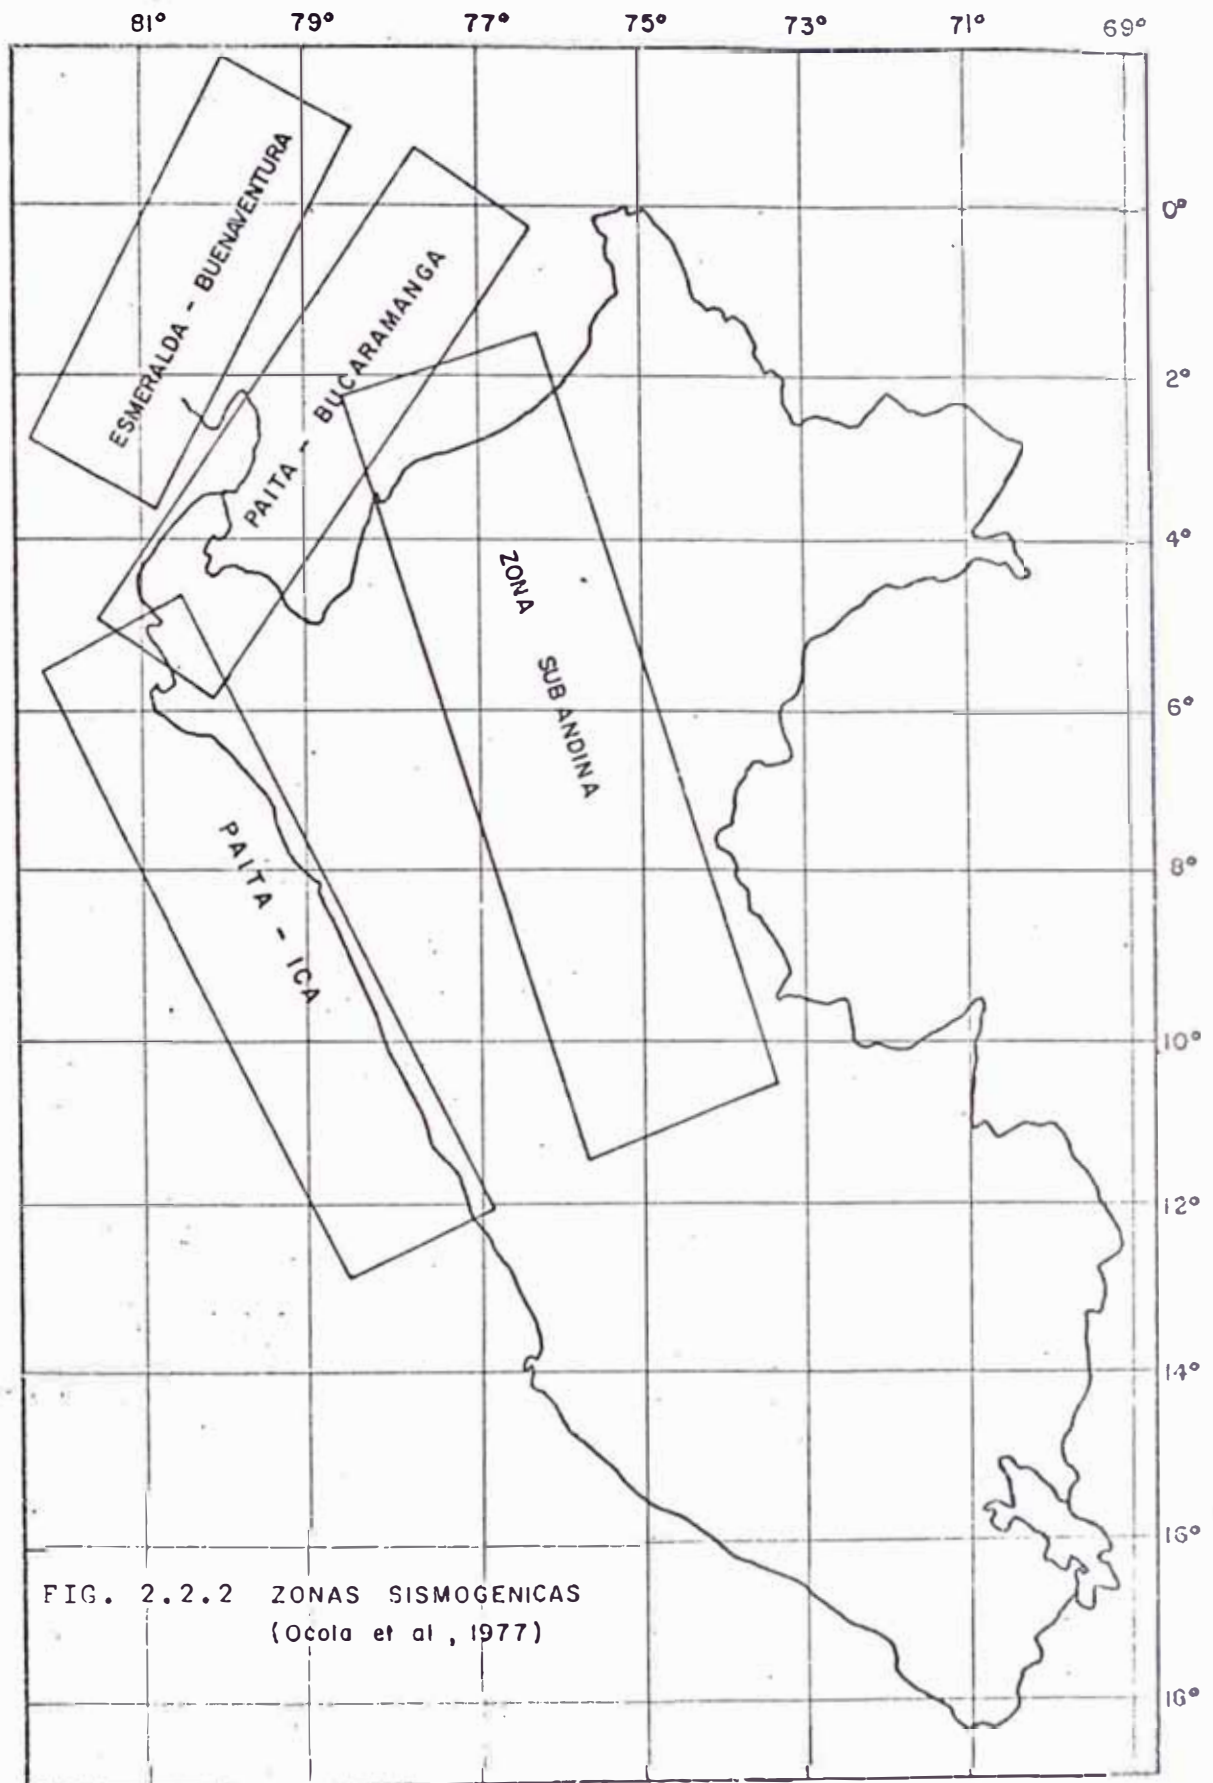 81° 79° 77° 75° 73° 71° 69°
ESMERALDA - BUENAVENTURA
PAITA - BUCARAMANGA
ZONA SUBANDINA
PAITA - ICA
0°
2°
4°
6°
8°
10°
12°
14°
16°
18°
FIG. 2.2.2 ZONAS SISMOGENICAS
(Ocola et al, 1977)